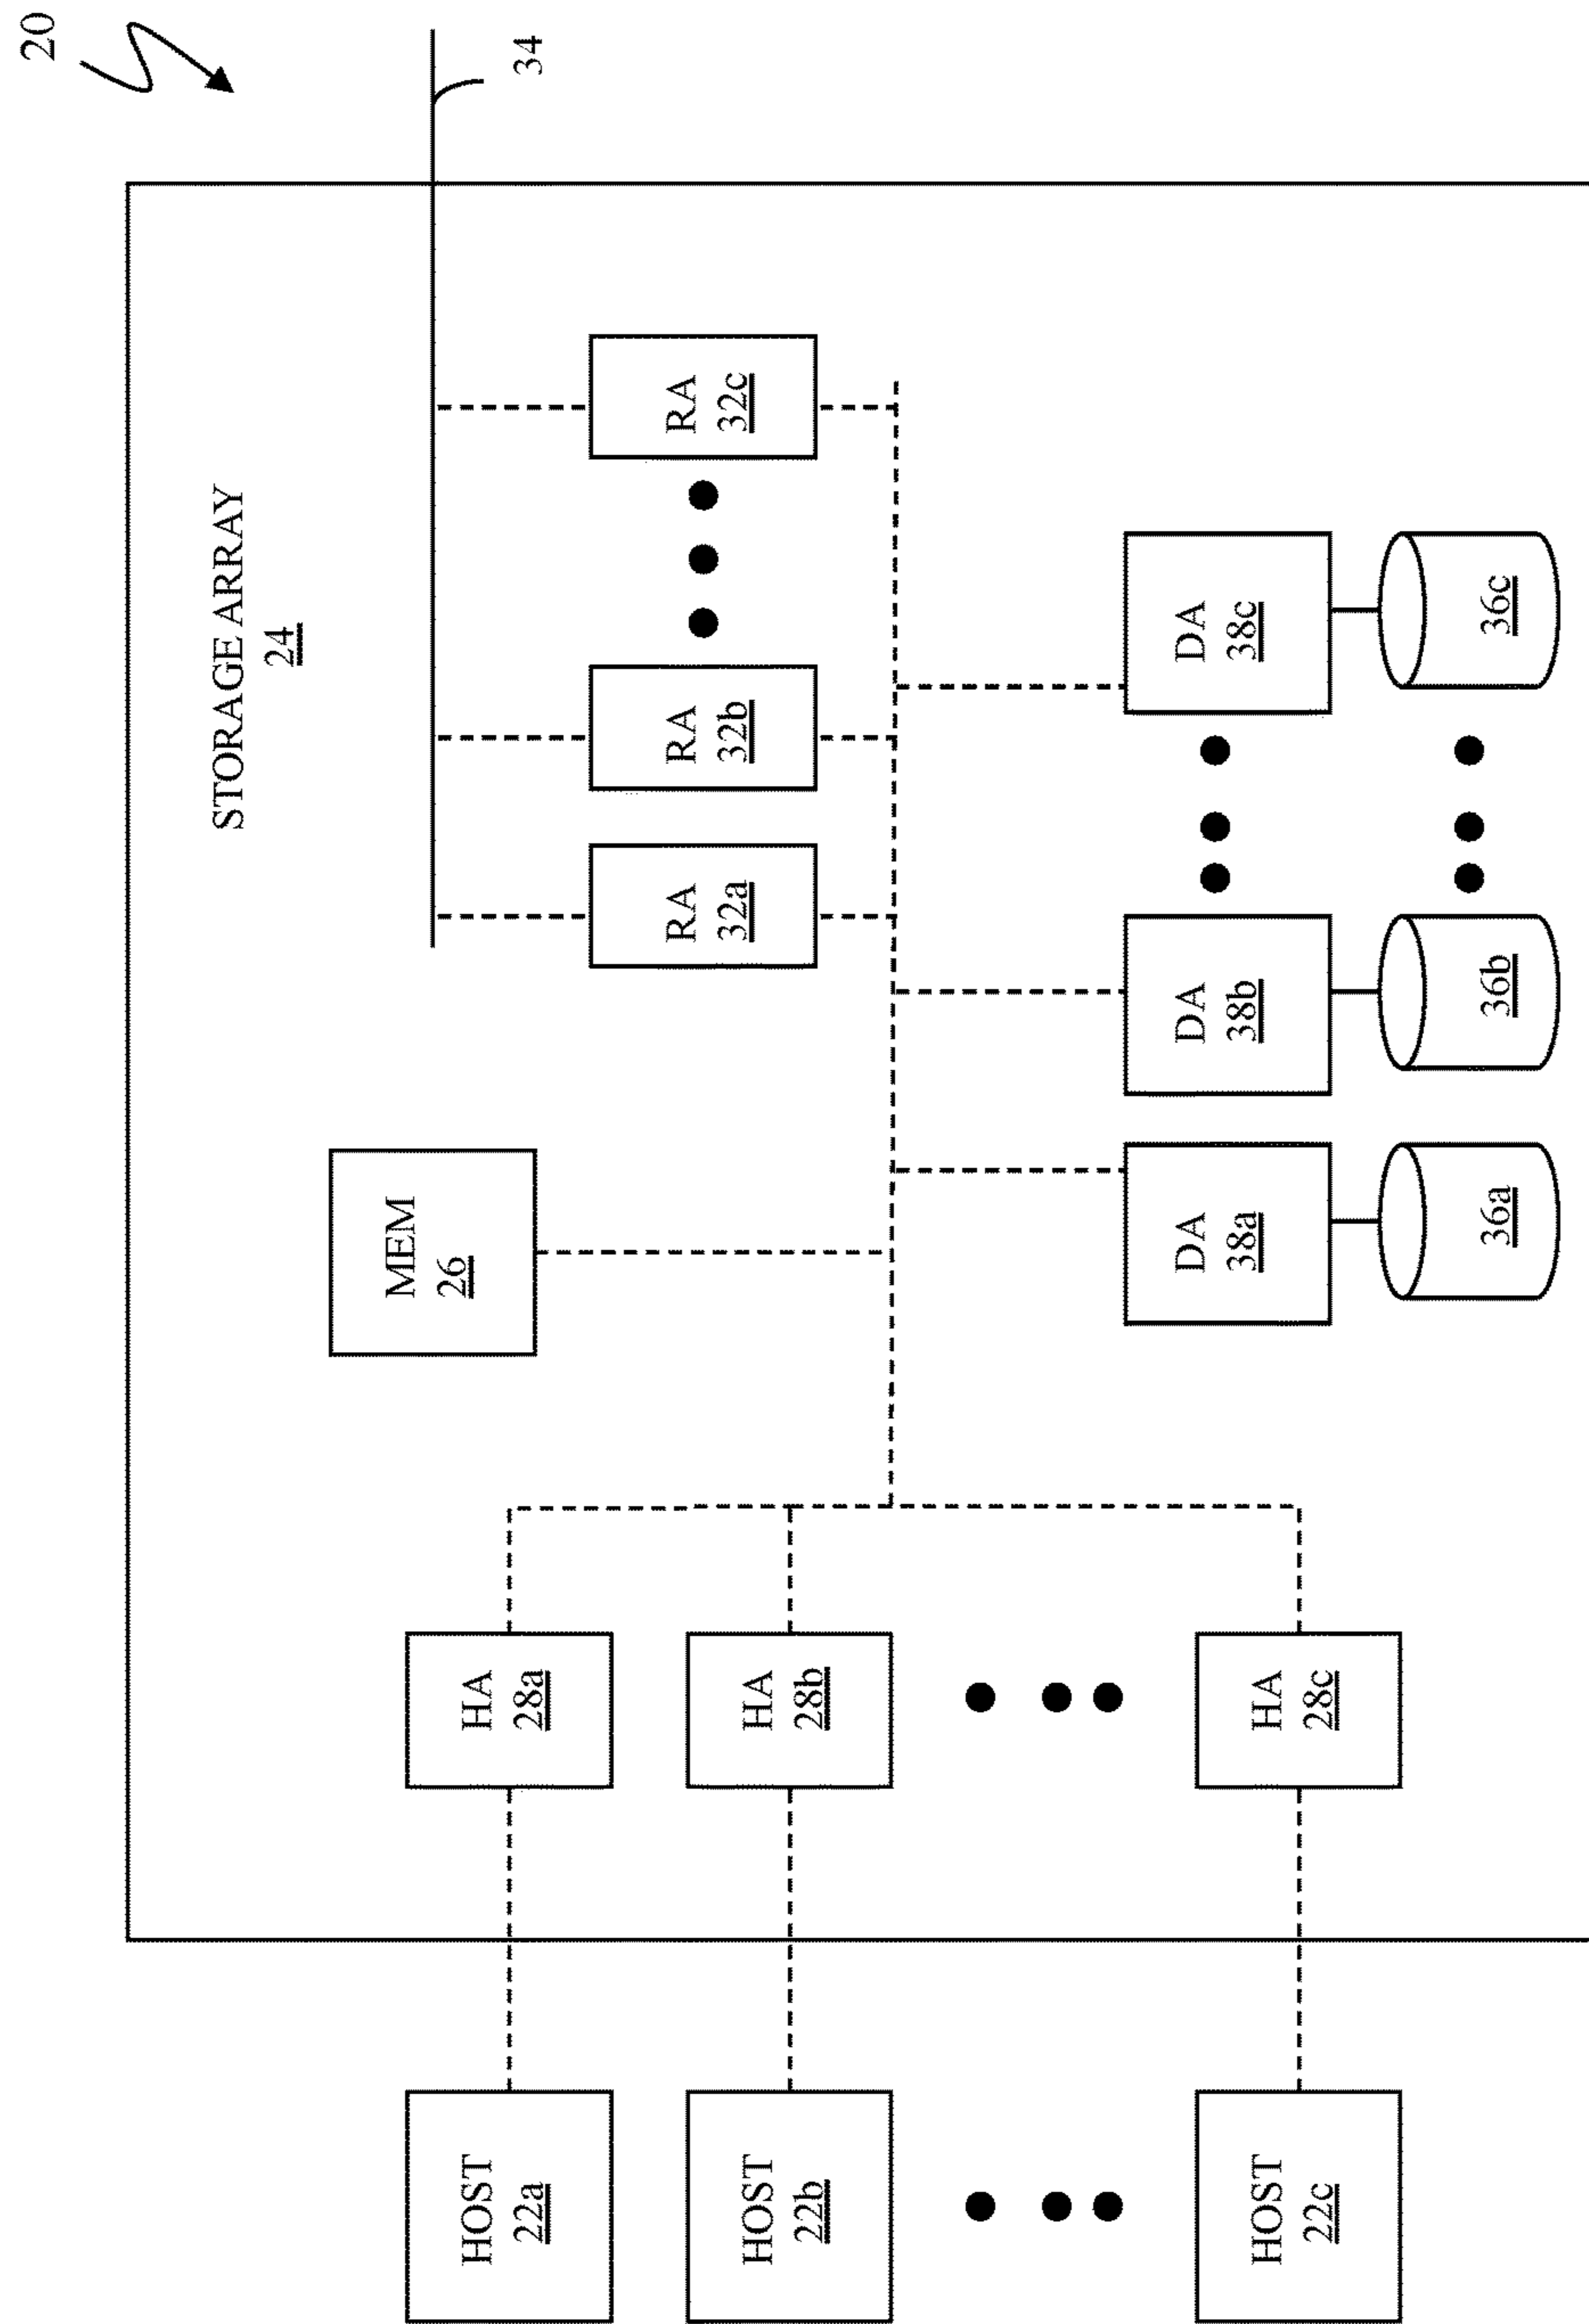 20
STORAGE ARRAY
24
34
HOST
22a
HA
28a
MEM
26
RA
32a
RA
32b
RA
32c
HOST
22b
HA
28b
HOST
22c
HA
28c
DA
38a
DA
38b
DA
38c
36a
36b
36c